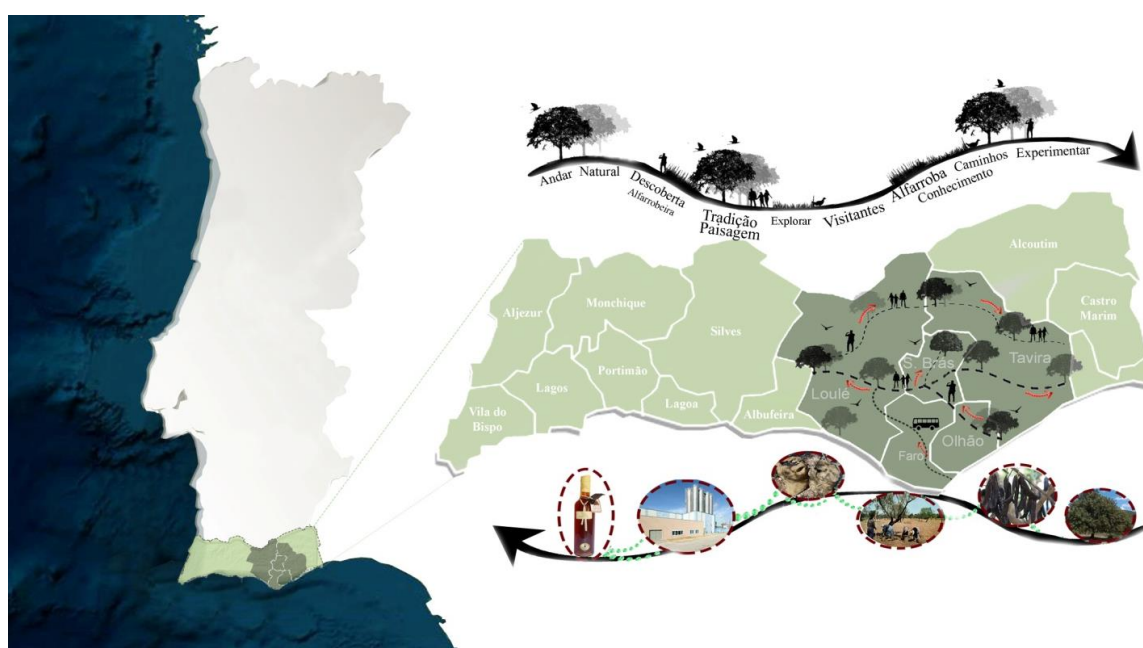 Andar
Natural
Descoberta
Alfarrobeira
Tradição
Paisagem
Explorar
Visitantes
Alfarroba
Conhecimento
Caminhos
Experimentar
Alcoutim
Aljezur
Monchique
Silves
Castro
Marim
S. Brás
Tavira
Lagos
Portimão
Lagoa
Albufeira
Loulé
Vila do
Bispo
Olhão
Faro